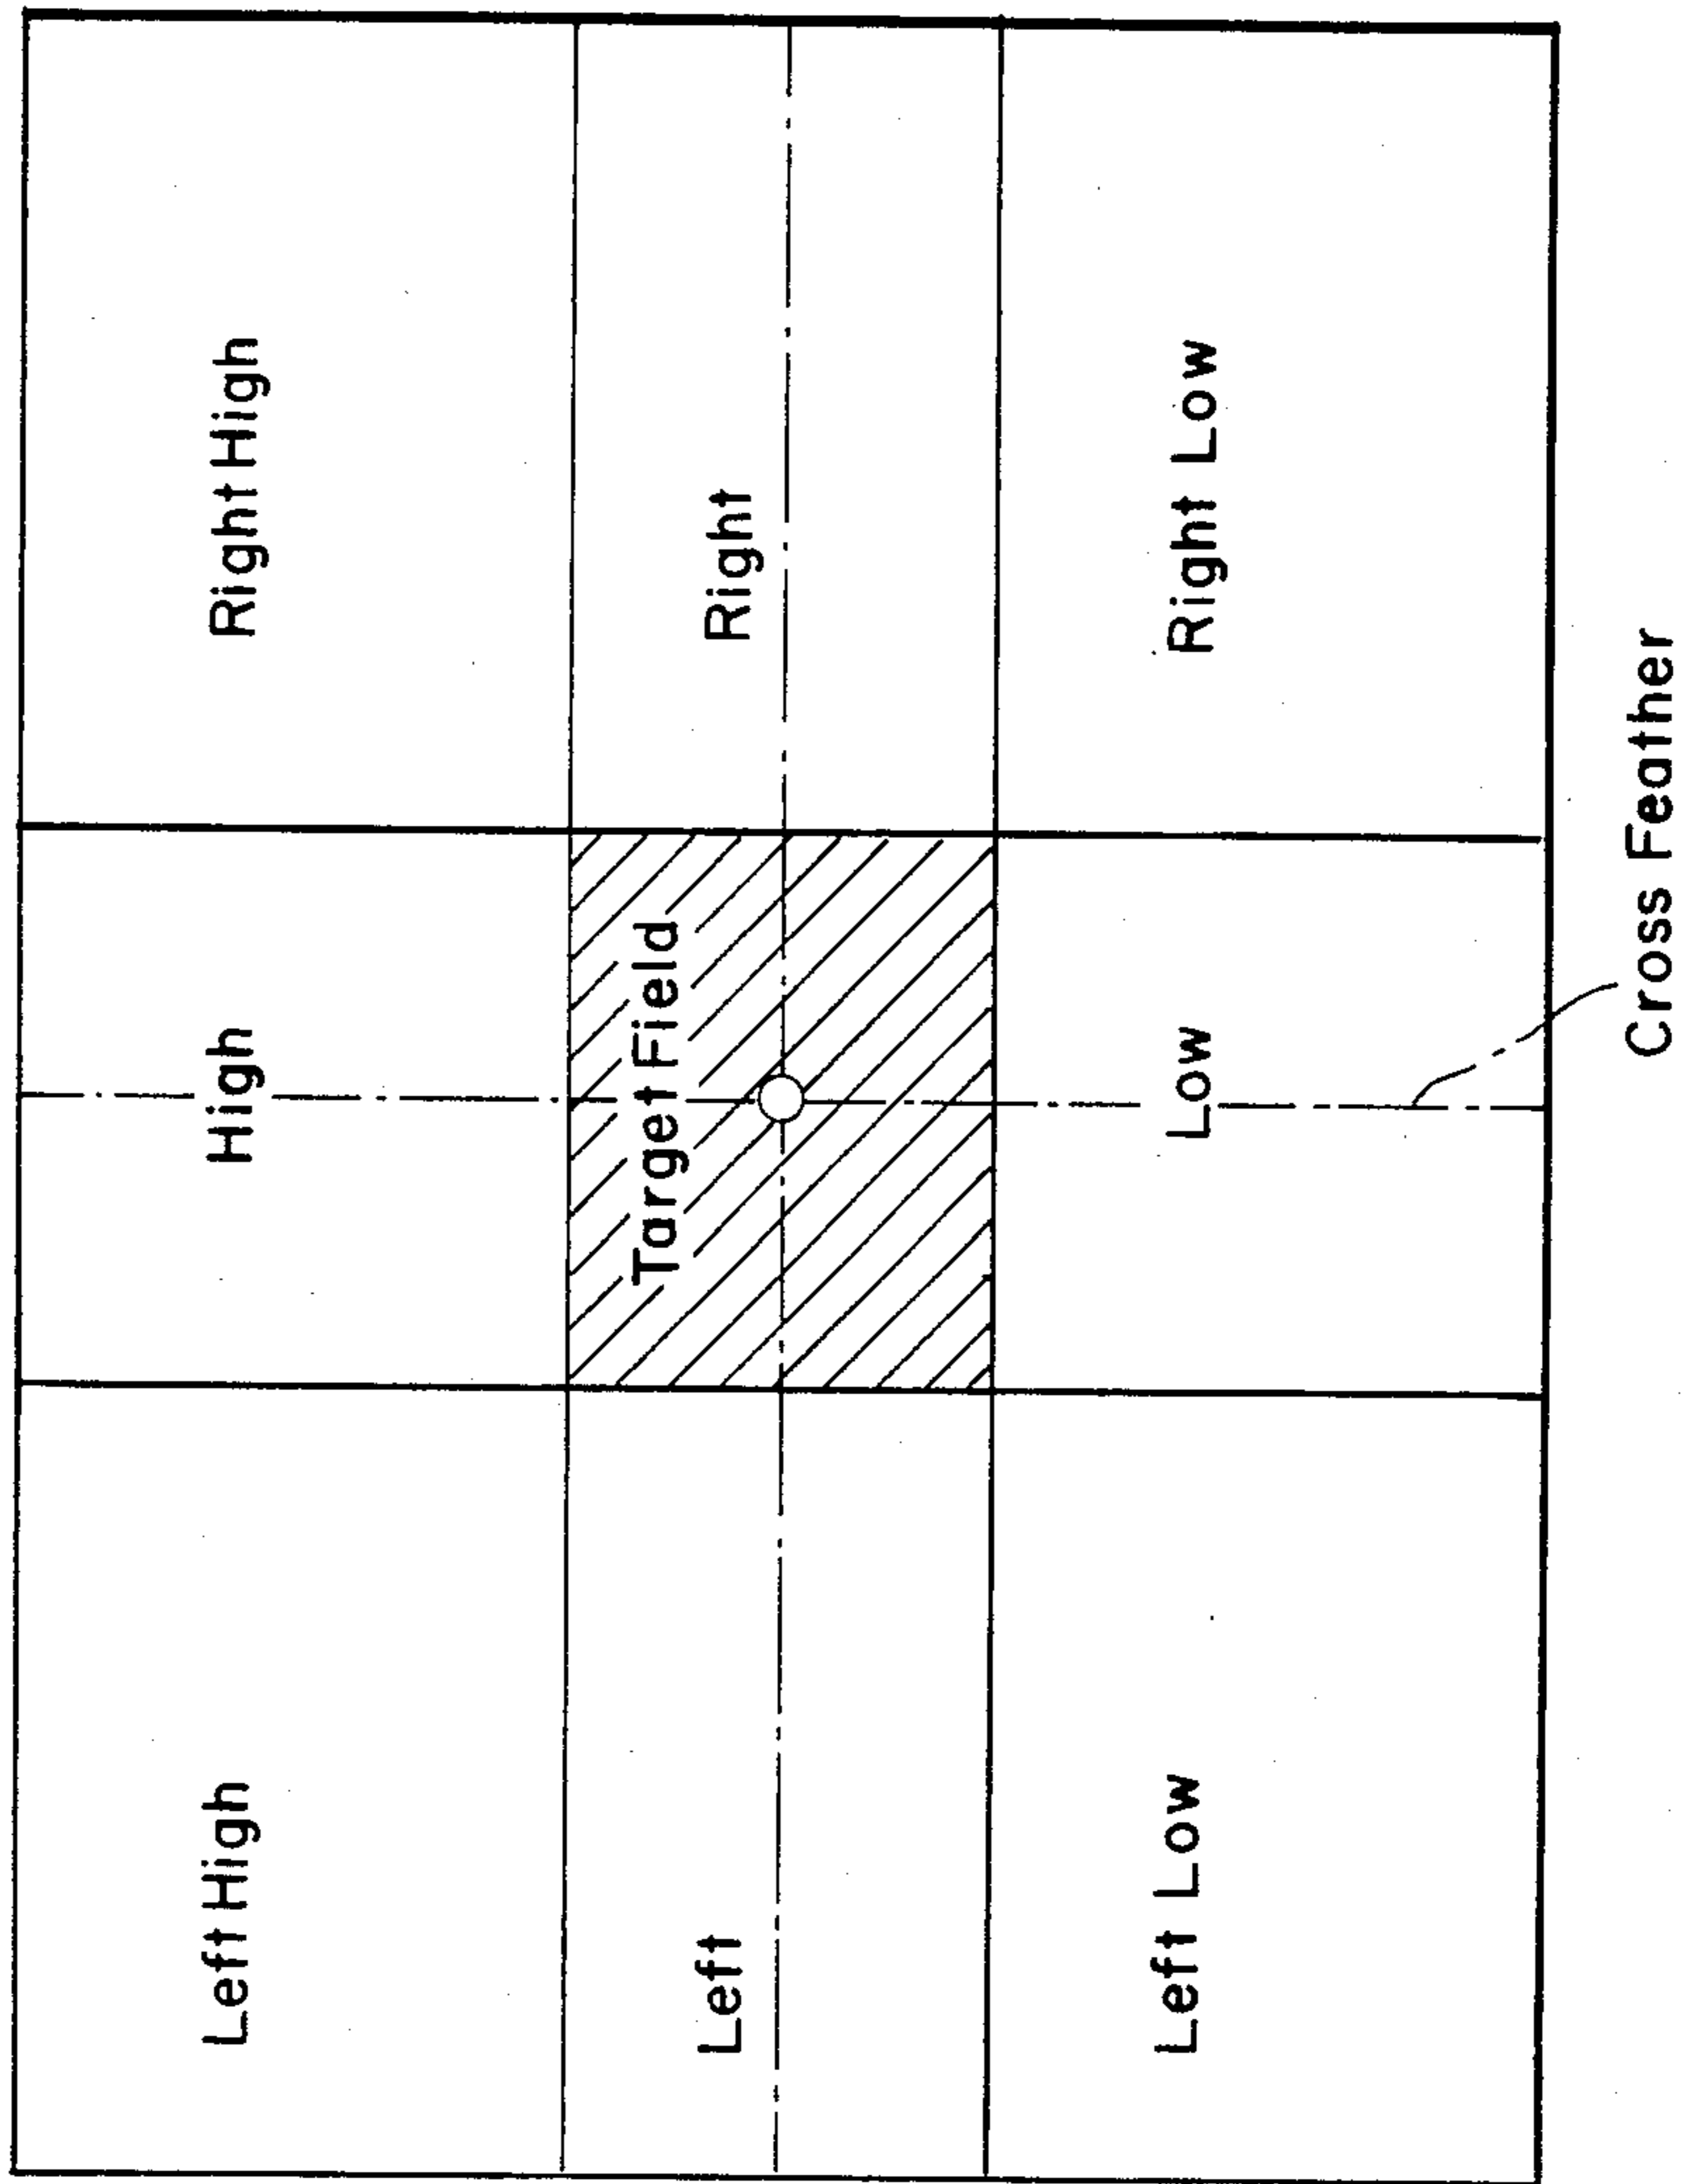 Left High
High
Right High
Left
Target Field
Right
Left Low
Low
Right Low
Cross Feather